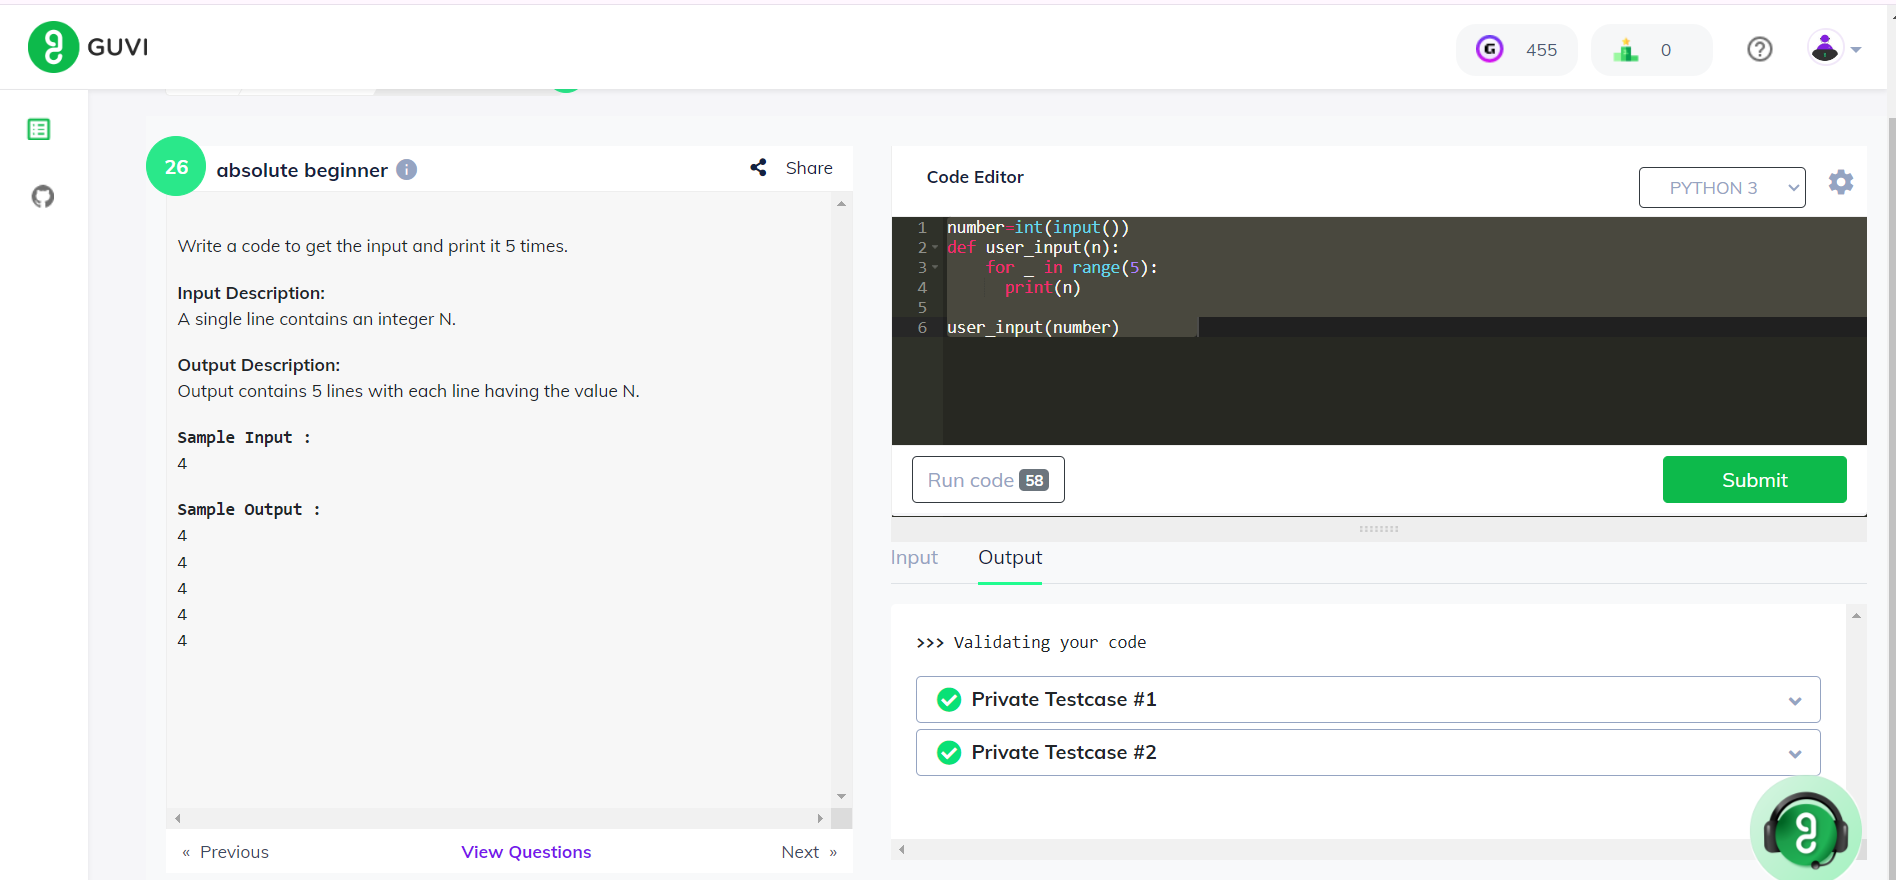 GUVI
455
0
26
absolute beginner
Share
Write a code to get the input and print it 5 times.
Input Description:
A single line contains an integer N.
Output Description:
Output contains 5 lines with each line having the value N.
Sample Input :
4
Sample Output :
4
4
4
4
4
« Previous
View Questions
Next »
Code Editor
PYTHON 3
1 number=int(input())
2 def user_input(n):
3     for _ in range(5):
4       print(n)
5
6 user_input(number)
Run code 58
Submit
Input
Output
>>> Validating your code
Private Testcase #1
Private Testcase #2